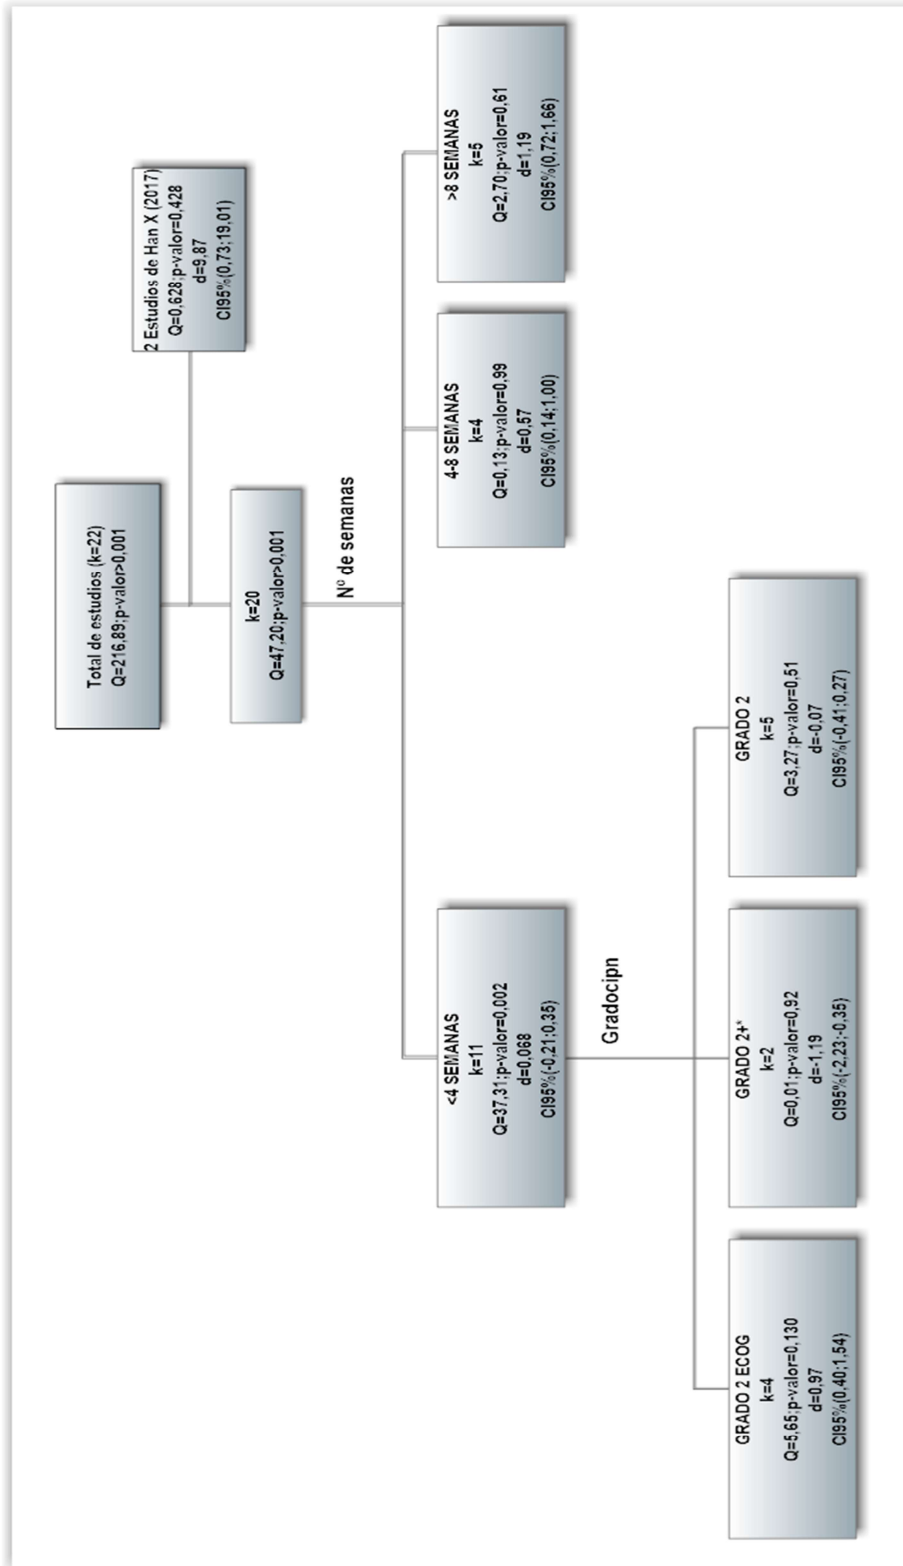 Total de estudios (k=22)
Q=216,89;p-valor>0,001
2 Estudios de Han X (2017)
Q=0,628;p-valor=0,428
d=9,87
CI95%(0,73;19,01)
k=20
Q=47,20;p-valor>0,001
Nº de semanas
<4 SEMANAS
k=11
Q=37,31;p-valor=0,002
d=0,068
CI95%(-0,21;0,35)
4-8 SEMANAS
k=4
Q=0,13;p-valor=0,99
d=0,57
CI95%(0,14;1,00)
>8 SEMANAS
k=5
Q=2,70;p-valor=0,61
d=1,19
CI95%(0,72;1,66)
Gradocipn
GRADO 2 ECOG
k=4
Q=5,65;p-valor=0,130
d=0,97
CI95%(0,40;1,54)
GRADO 2+*
k=2
Q=0,01;p-valor=0,92
d=-1,19
CI95%(-2,23;-0,35)
GRADO 2
k=5
Q=3,27;p-valor=0,51
d=-0,07
CI95%(-0,41;0,27)